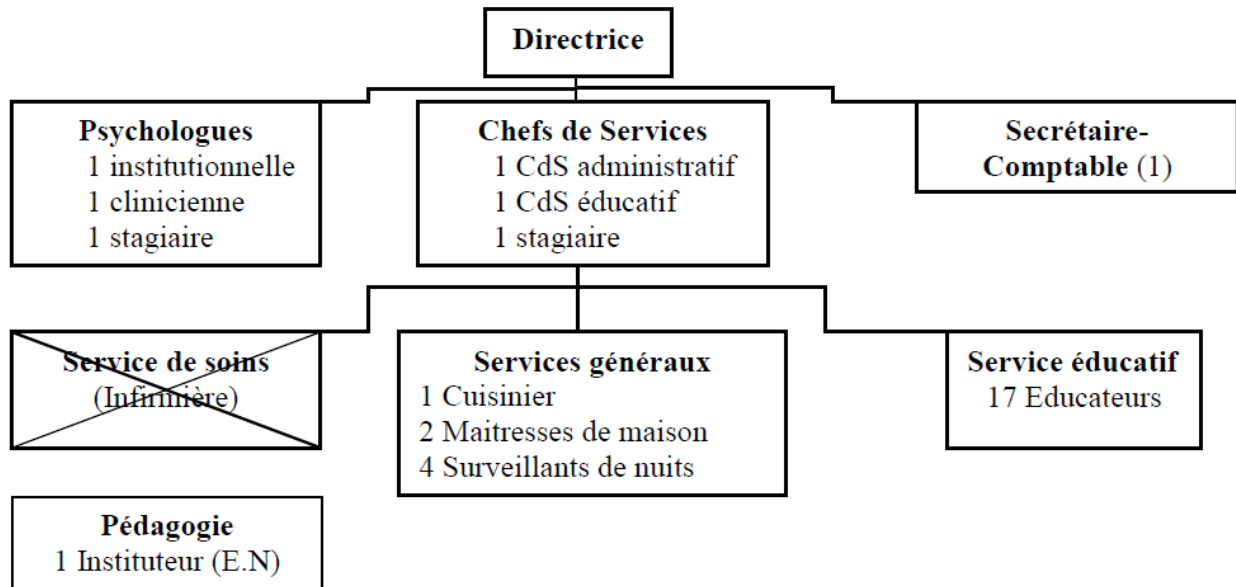 Directrice
Psychologues
1 institutionnelle
1 clinicienne
1 stagiaire
Chefs de Services
1 CdS administratif
1 CdS éducatif
1 stagiaire
Secrétaire-
Comptable (1)
Service de soins
(Infirmière)
Services généraux
1 Cuisinier
2 Maitresses de maison
4 Surveillants de nuits
Service éducatif
17 Educateurs
Pédagogie
1 Instituteur (E.N)